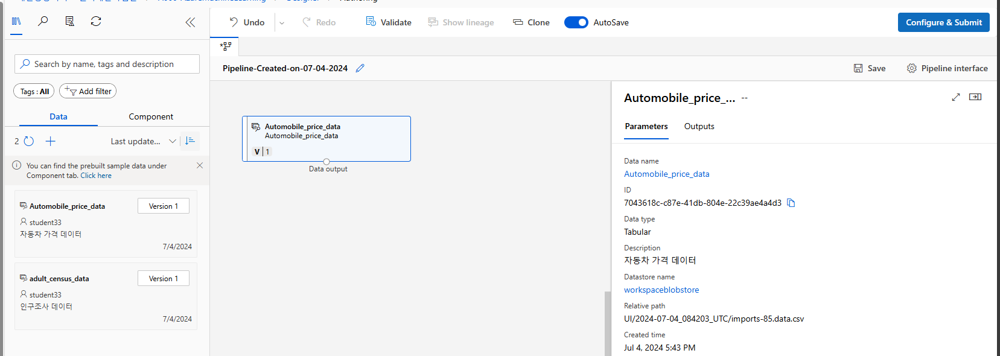 Undo
Redo
Validate
Show lineage
Clone
AutoSave
Configure & Submit
Search by name, tags and description
Tags : All
Add filter
Data
Component
2
Last update...
You can find the prebuilt sample data under
Component tab. Click here
Automobile_price_data
Version 1
student33
자동차 가격 데이터
7/4/2024
adult_census_data
Version 1
student33
인구조사 데이터
7/4/2024
Pipeline-Created-on-07-04-2024
Save
Pipeline interface
Automobile_price_data
Automobile_price_data
V 1
Data output
Automobile_price_... --
Parameters
Outputs
Data name
Automobile_price_data
ID
7043618c-c87e-41db-804e-22c39ae4a4d3
Data type
Tabular
Description
자동차 가격 데이터
Datastore name
workspaceblobstore
Relative path
UI/2024-07-04_084203_UTC/imports-85.data.csv
Created time
Jul 4, 2024 5:43 PM